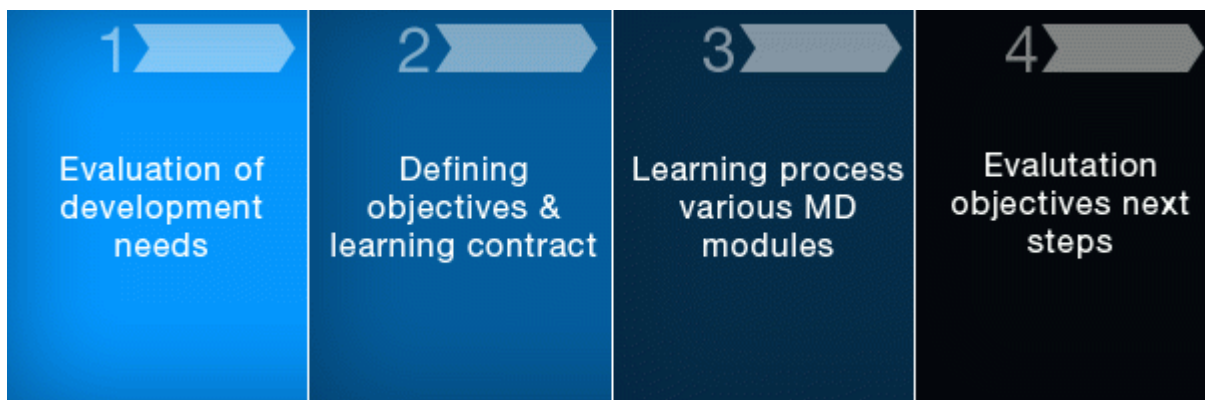 1
Evaluation of
development
needs
2
Defining
objectives &
learning contract
3
Learning process
various MD
modules
4
Evalutation
objectives next
steps